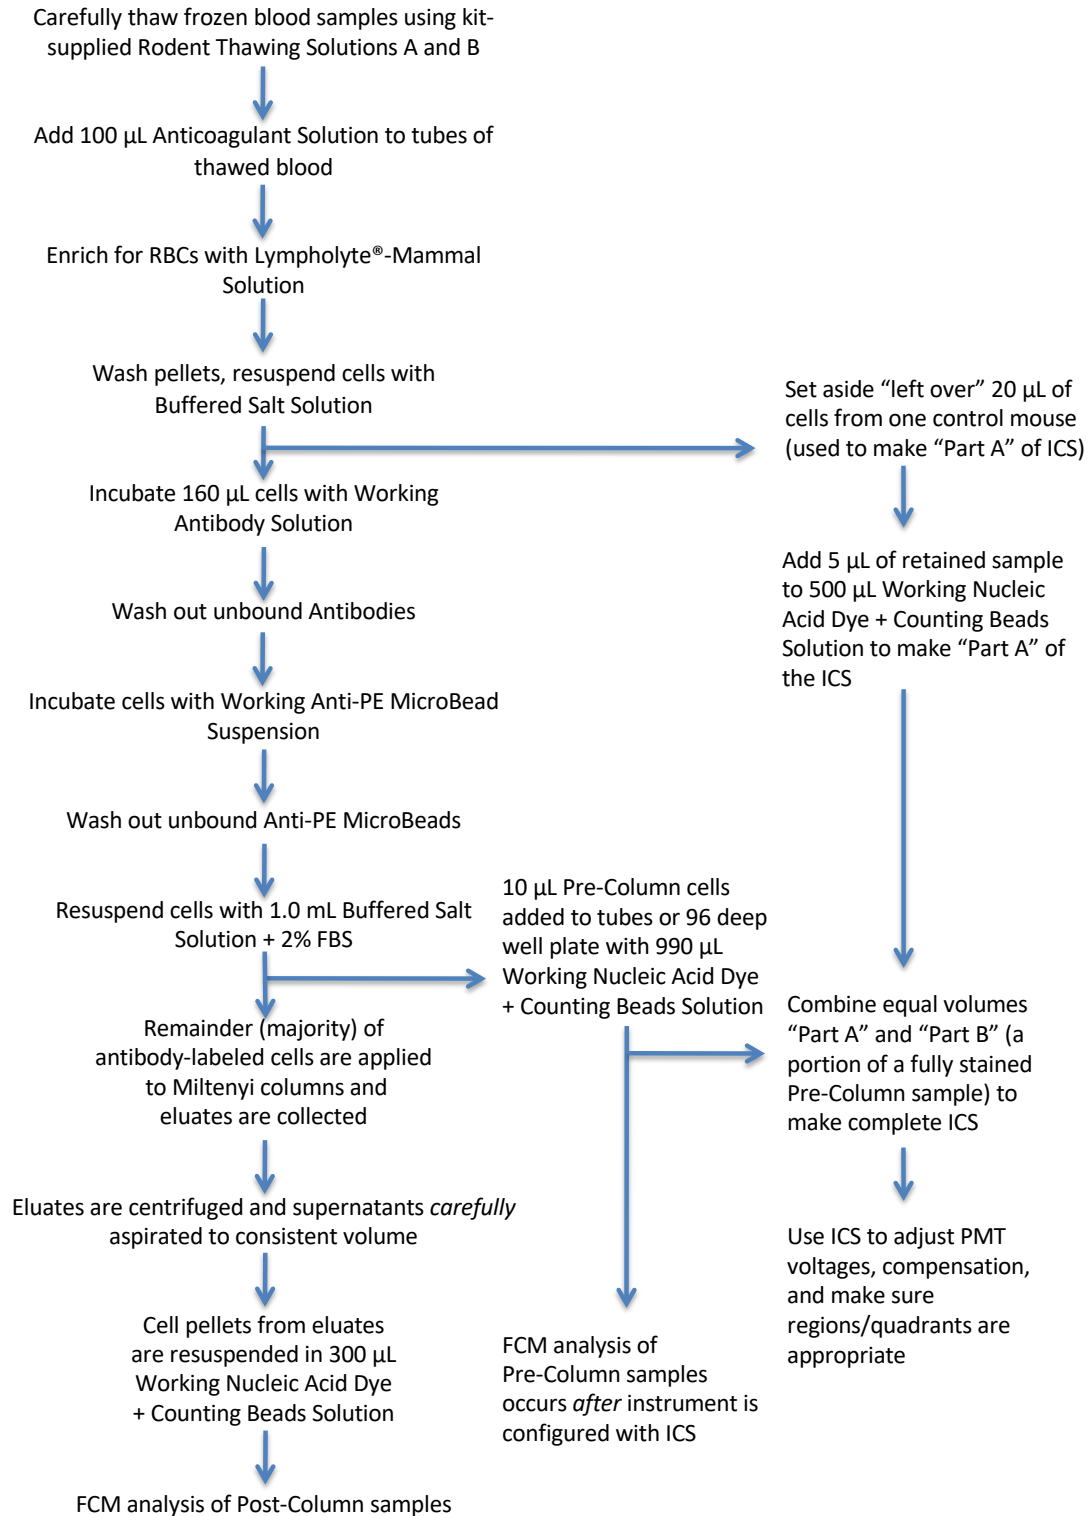 Carefully thaw frozen blood samples using kit-
supplied Rodent Thawing Solutions A and B
Add 100 µL Anticoagulant Solution to tubes of
thawed blood
Enrich for RBCs with Lympholyte®-Mammal
Solution
Wash pellets, resuspend cells with
Buffered Salt Solution
Set aside “left over” 20 µL of
cells from one control mouse
(used to make “Part A” of ICS)
Incubate 160 µL cells with Working
Antibody Solution
Add 5 µL of retained sample
to 500 µL Working Nucleic
Acid Dye + Counting Beads
Solution to make “Part A” of
the ICS
Wash out unbound Antibodies
Incubate cells with Working Anti-PE MicroBead
Suspension
Wash out unbound Anti-PE MicroBeads
Resuspend cells with 1.0 mL Buffered Salt
Solution + 2% FBS
10 µL Pre-Column cells
added to tubes or 96 deep
well plate with 990 µL
Working Nucleic Acid Dye
+ Counting Beads Solution
Remainder (majority) of
antibody-labeled cells are applied
to Miltenyi columns and
eluates are collected
Combine equal volumes
“Part A” and “Part B” (a
portion of a fully stained
Pre-Column sample) to
make complete ICS
Eluates are centrifuged and supernatants carefully
aspirated to consistent volume
Use ICS to adjust PMT
voltages, compensation,
and make sure
regions/quadrants are
appropriate
Cell pellets from eluates
are resuspended in 300 µL
Working Nucleic Acid Dye
+ Counting Beads Solution
FCM analysis of
Pre-Column samples
occurs after instrument is
configured with ICS
FCM analysis of Post-Column samples